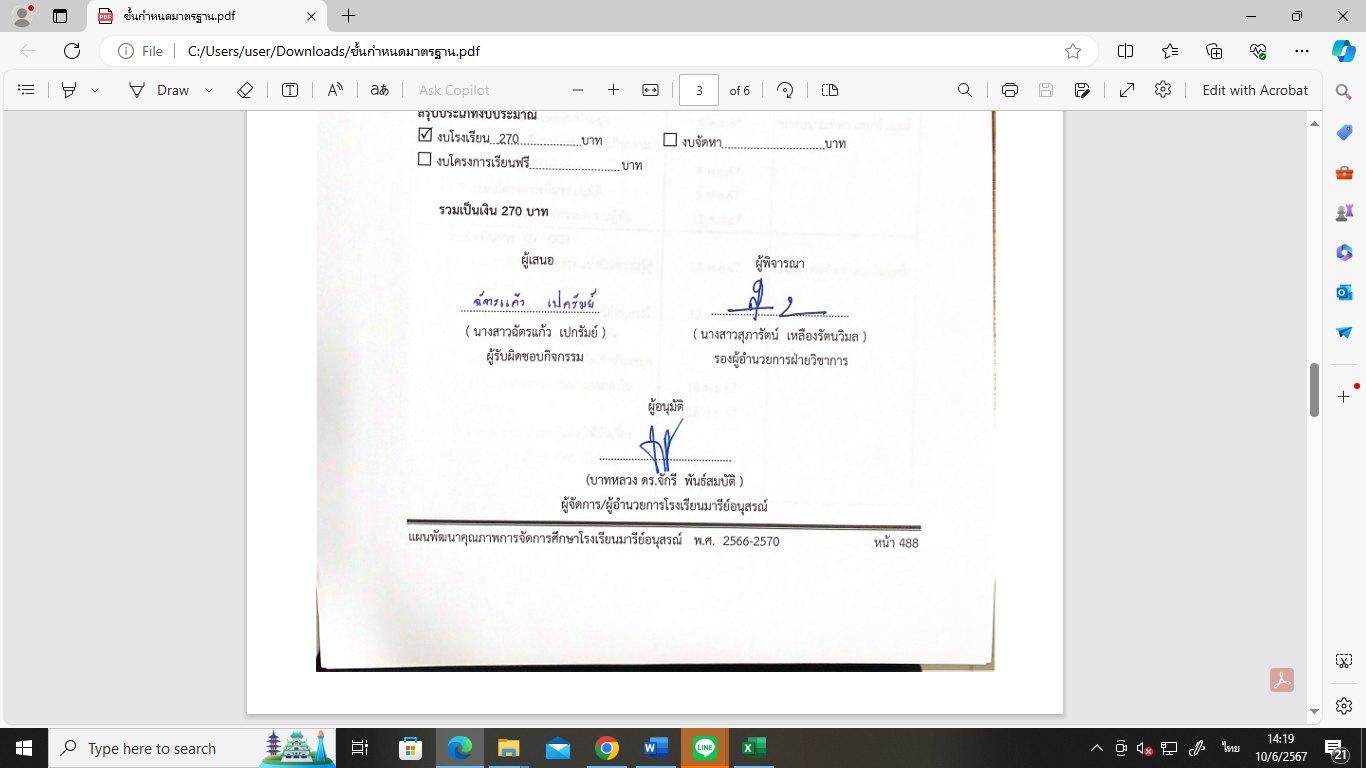 ขั้นกำหนดมาตรฐาน.pdf
File
C:/Users/user/Downloads/ขั้นกำหนดมาตรฐาน.pdf
Draw
Ask Copilot
3 of 6
Edit with Acrobat
สรุปประเภทงบประมาณ
งบโรงเรียน 270 บาท
งบจัดหา บาท
งบโครงการเรียนฟรี บาท
รวมเป็นเงิน 270 บาท
ผู้เสนอ
ผู้พิจารณา
ฉัตรแก้ว เปกรัมย์
( นางสาวฉัตรแก้ว เปกรัมย์ )
( นางสาวสุภารัตน์ เหลืองรัตนวิมล )
ผู้รับผิดชอบกิจกรรม
รองผู้อำนวยการฝ่ายวิชาการ
ผู้อนุมัติ
(บาทหลวง ดร.จักรี พันธ์สมบัติ )
ผู้จัดการ/ผู้อำนวยการโรงเรียนมารีย์อนุสรณ์
แผนพัฒนาคุณภาพการจัดการศึกษาโรงเรียนมารีย์อนุสรณ์ พ.ศ. 2566-2570 หน้า 488
Type here to search
ไทย
14:19
10/6/2567
21